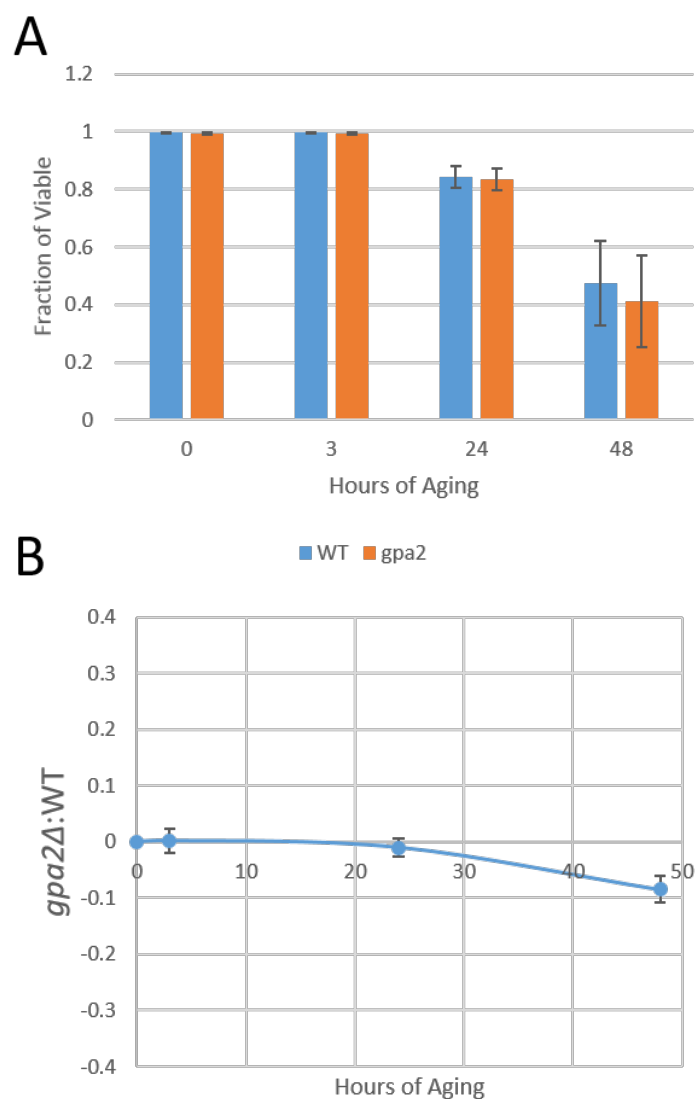 A
1.2
1
0.8
0.6
0.4
0.2
0
Fraction of Viable
0 3 24 48
Hours of Aging
WT gpa2
B
0.4
0.3
0.2
0.1
0
-0.1
-0.2
-0.3
-0.4
gpa2Δ:WT
0 10 20 30 40 50
Hours of Aging